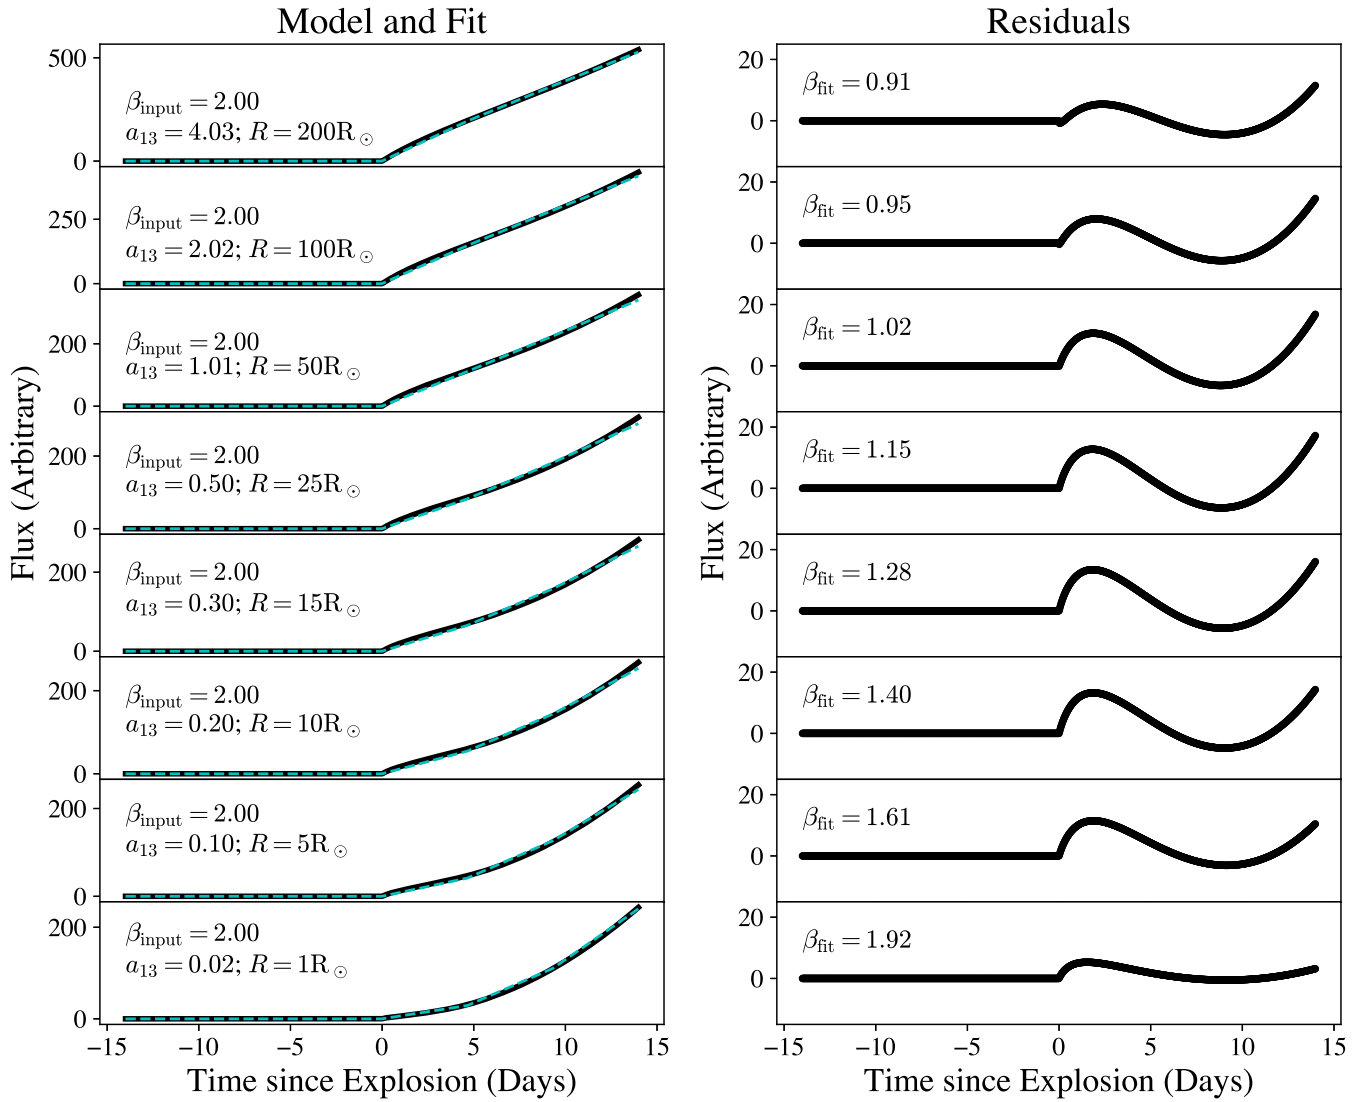 Model and Fit
Residuals
Flux (Arbitrary)
500
0
β_input = 2.00
a_13 = 4.03; R = 200R_⊙
20
0
β_fit = 0.91
250
0
β_input = 2.00
a_13 = 2.02; R = 100R_⊙
20
0
β_fit = 0.95
200
0
β_input = 2.00
a_13 = 1.01; R = 50R_⊙
20
0
β_fit = 1.02
200
0
β_input = 2.00
a_13 = 0.50; R = 25R_⊙
Flux (Arbitrary)
20
0
β_fit = 1.15
200
0
β_input = 2.00
a_13 = 0.30; R = 15R_⊙
20
0
β_fit = 1.28
200
0
β_input = 2.00
a_13 = 0.20; R = 10R_⊙
20
0
β_fit = 1.40
200
0
β_input = 2.00
a_13 = 0.10; R = 5R_⊙
20
0
β_fit = 1.61
200
0
β_input = 2.00
a_13 = 0.02; R = 1R_⊙
20
0
β_fit = 1.92
−15 −10 −5 0 5 10 15
−15 −10 −5 0 5 10 15
Time since Explosion (Days)
Time since Explosion (Days)